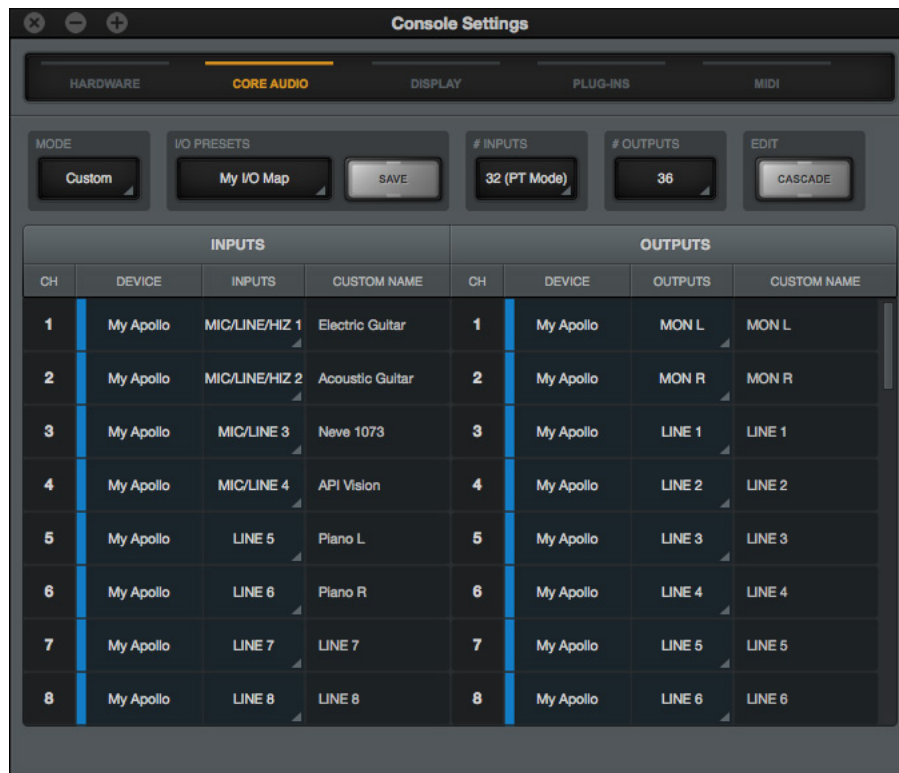 Console Settings
HARDWARE CORE AUDIO DISPLAY PLUG-INS MIDI
MODE I/O PRESETS # INPUTS # OUTPUTS EDIT
Custom My I/O Map SAVE 32 (PT Mode) 36 CASCADE
INPUTS OUTPUTS
CH DEVICE INPUTS CUSTOM NAME CH DEVICE OUTPUTS CUSTOM NAME
1 My Apollo MIC/LINE/HIZ 1 Electric Guitar 1 My Apollo MON L MON L
2 My Apollo MIC/LINE/HIZ 2 Acoustic Guitar 2 My Apollo MON R MON R
3 My Apollo MIC/LINE 3 Neve 1073 3 My Apollo LINE 1 LINE 1
4 My Apollo MIC/LINE 4 API Vision 4 My Apollo LINE 2 LINE 2
5 My Apollo LINE 5 Piano L 5 My Apollo LINE 3 LINE 3
6 My Apollo LINE 6 Piano R 6 My Apollo LINE 4 LINE 4
7 My Apollo LINE 7 LINE 7 7 My Apollo LINE 5 LINE 5
8 My Apollo LINE 8 LINE 8 8 My Apollo LINE 6 LINE 6